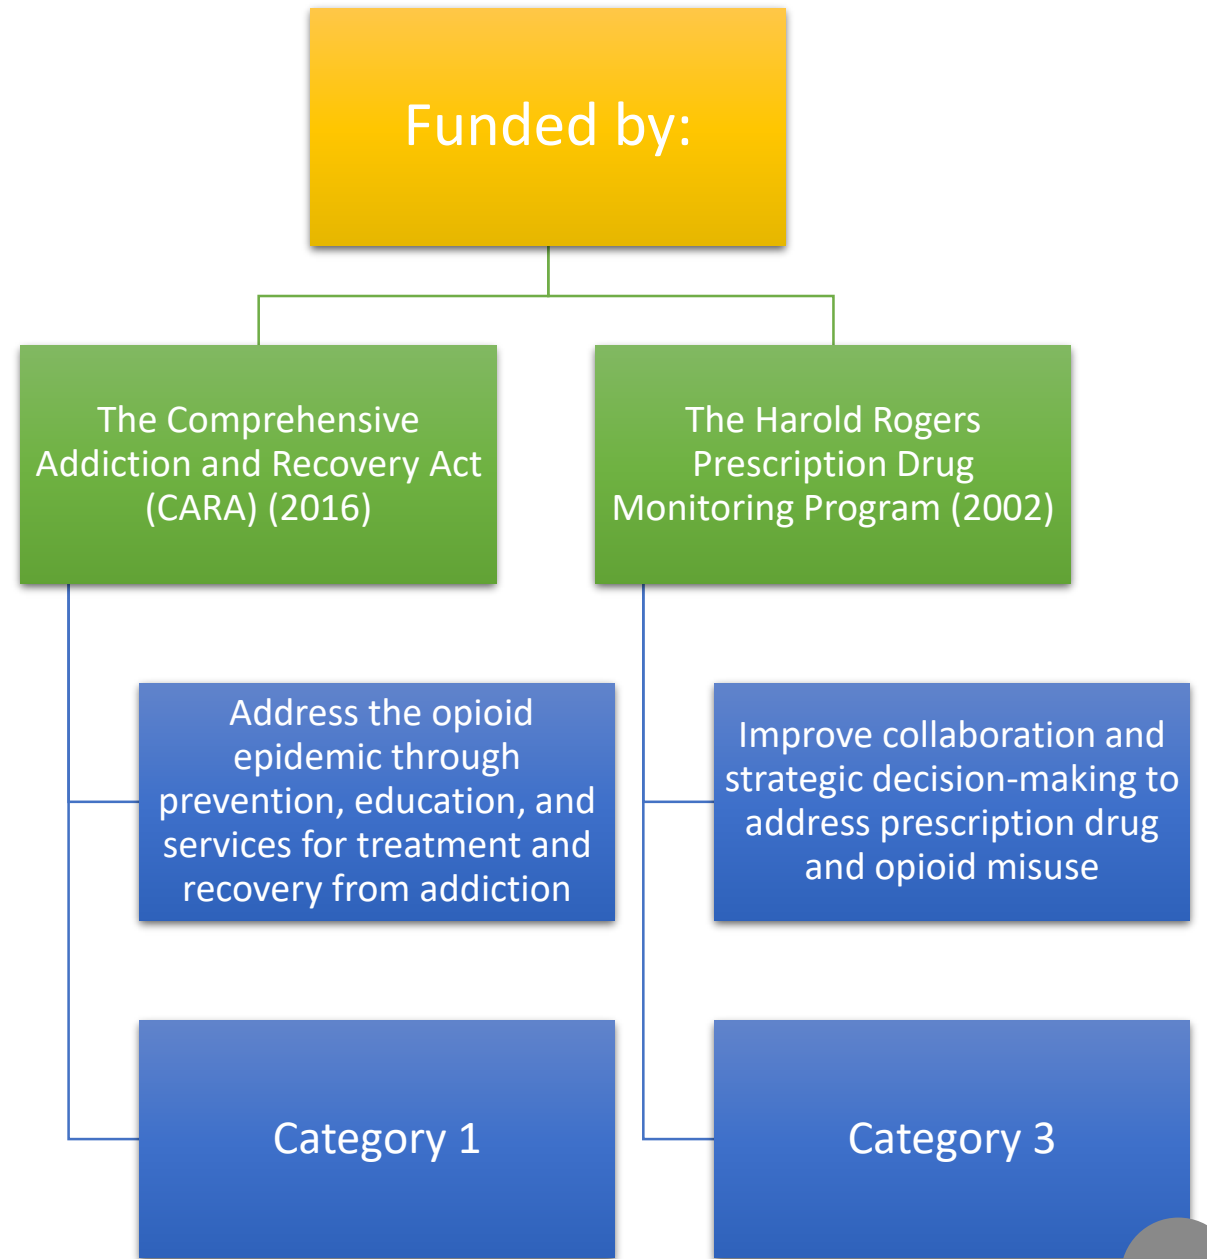 Funded by:
The Comprehensive
Addiction and Recovery Act
(CARA) (2016)
Address the opioid
epidemic through
prevention, education, and
services for treatment and
recovery from addiction
Category 1
The Harold Rogers
Prescription Drug
Monitoring Program (2002)
Improve collaboration and
strategic decision-making to
address prescription drug
and opioid misuse
Category 3